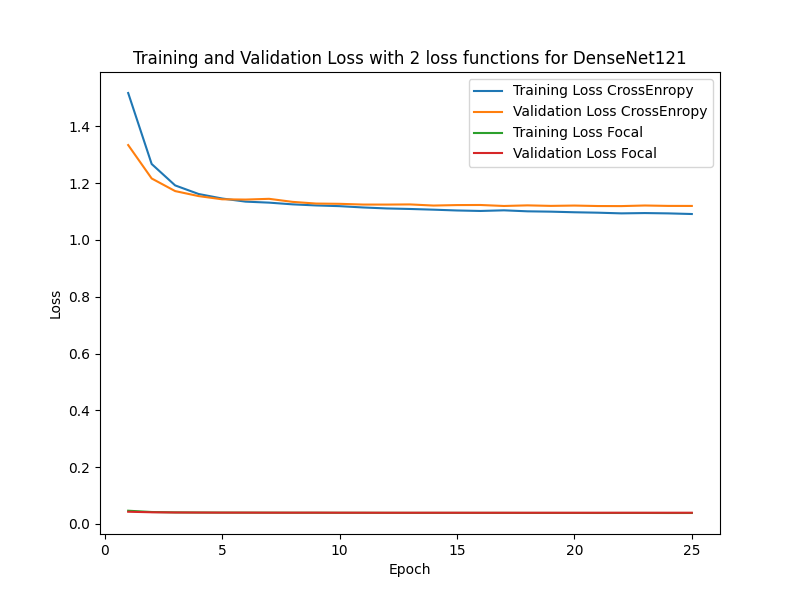 Training and Validation Loss with 2 loss functions for DenseNet121
Training Loss CrossEnropy
Validation Loss CrossEnropy
Training Loss Focal
Validation Loss Focal
1.4
1.2
1.0
0.8
0.6
0.4
0.2
0.0
Loss
0 5 10 15 20 25
Epoch